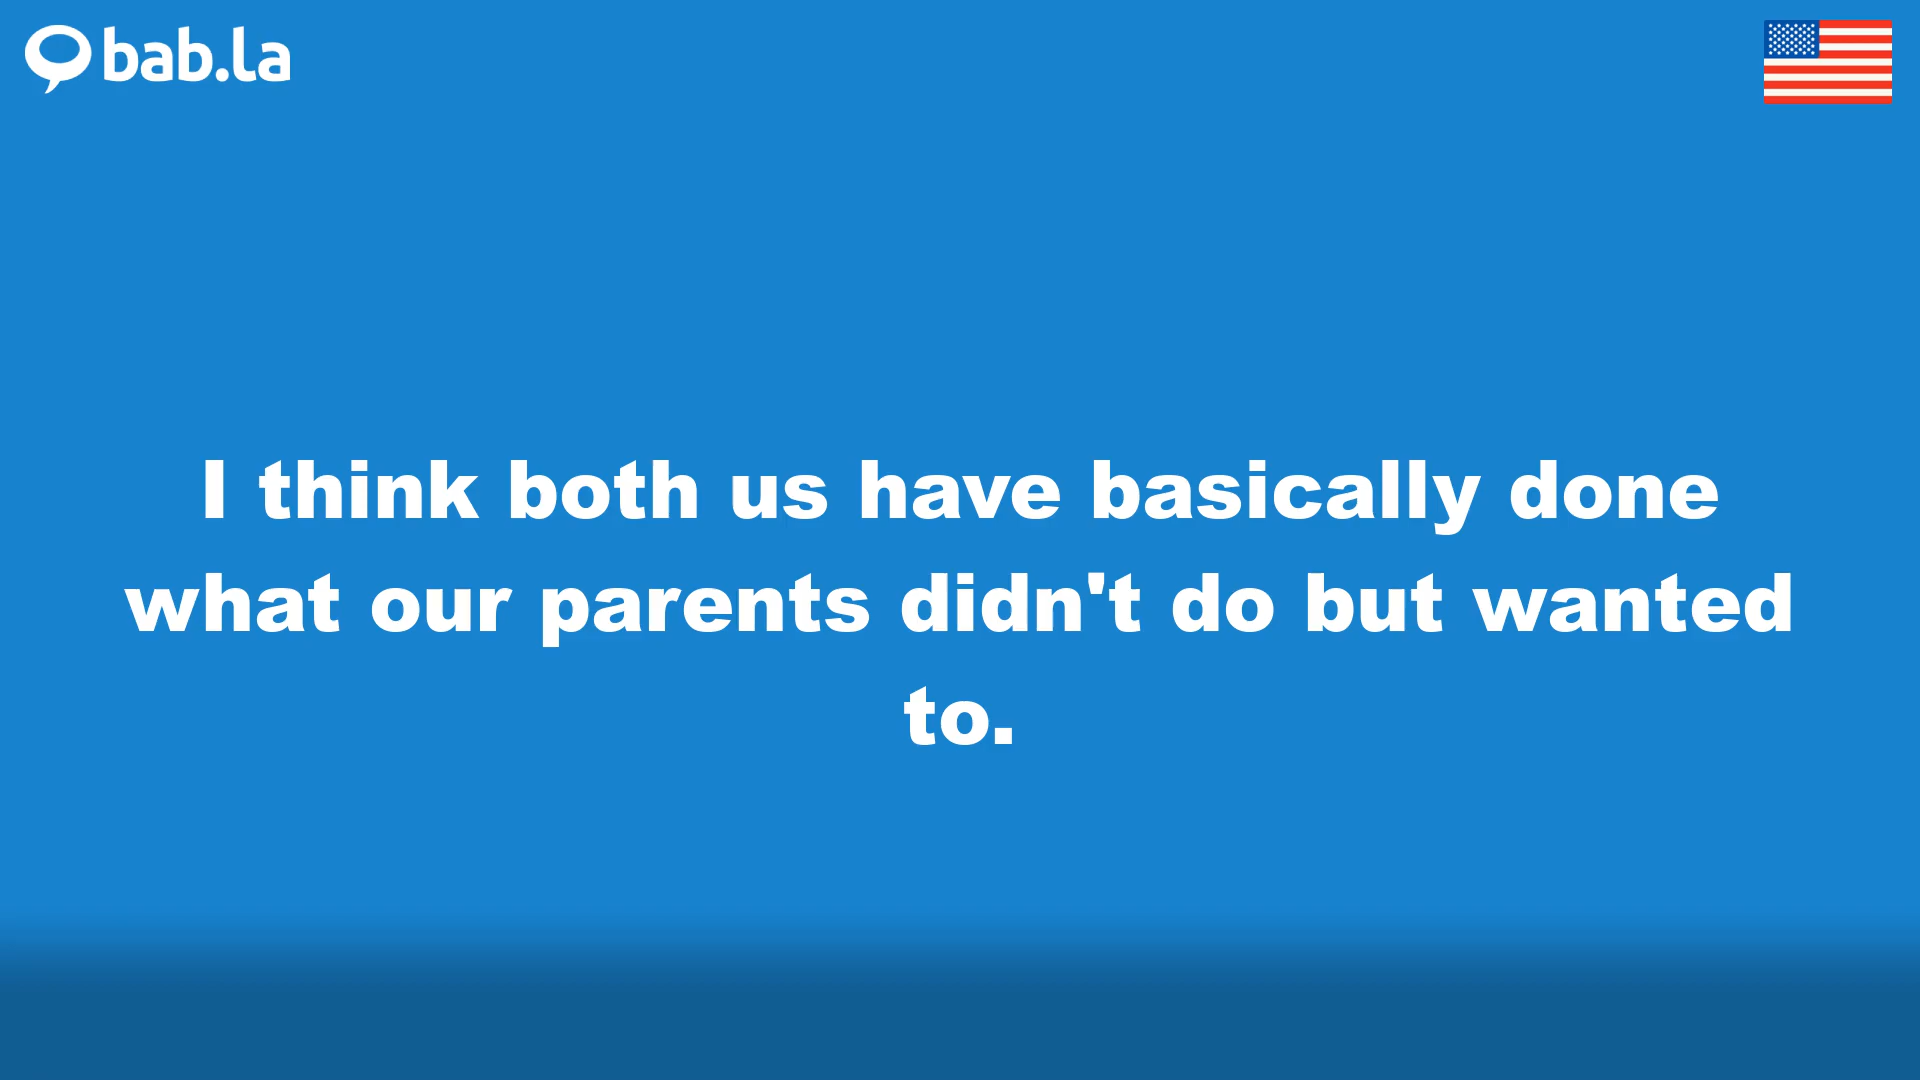 bab.la
I think both us have basically done
what our parents didn't do but wanted
to.